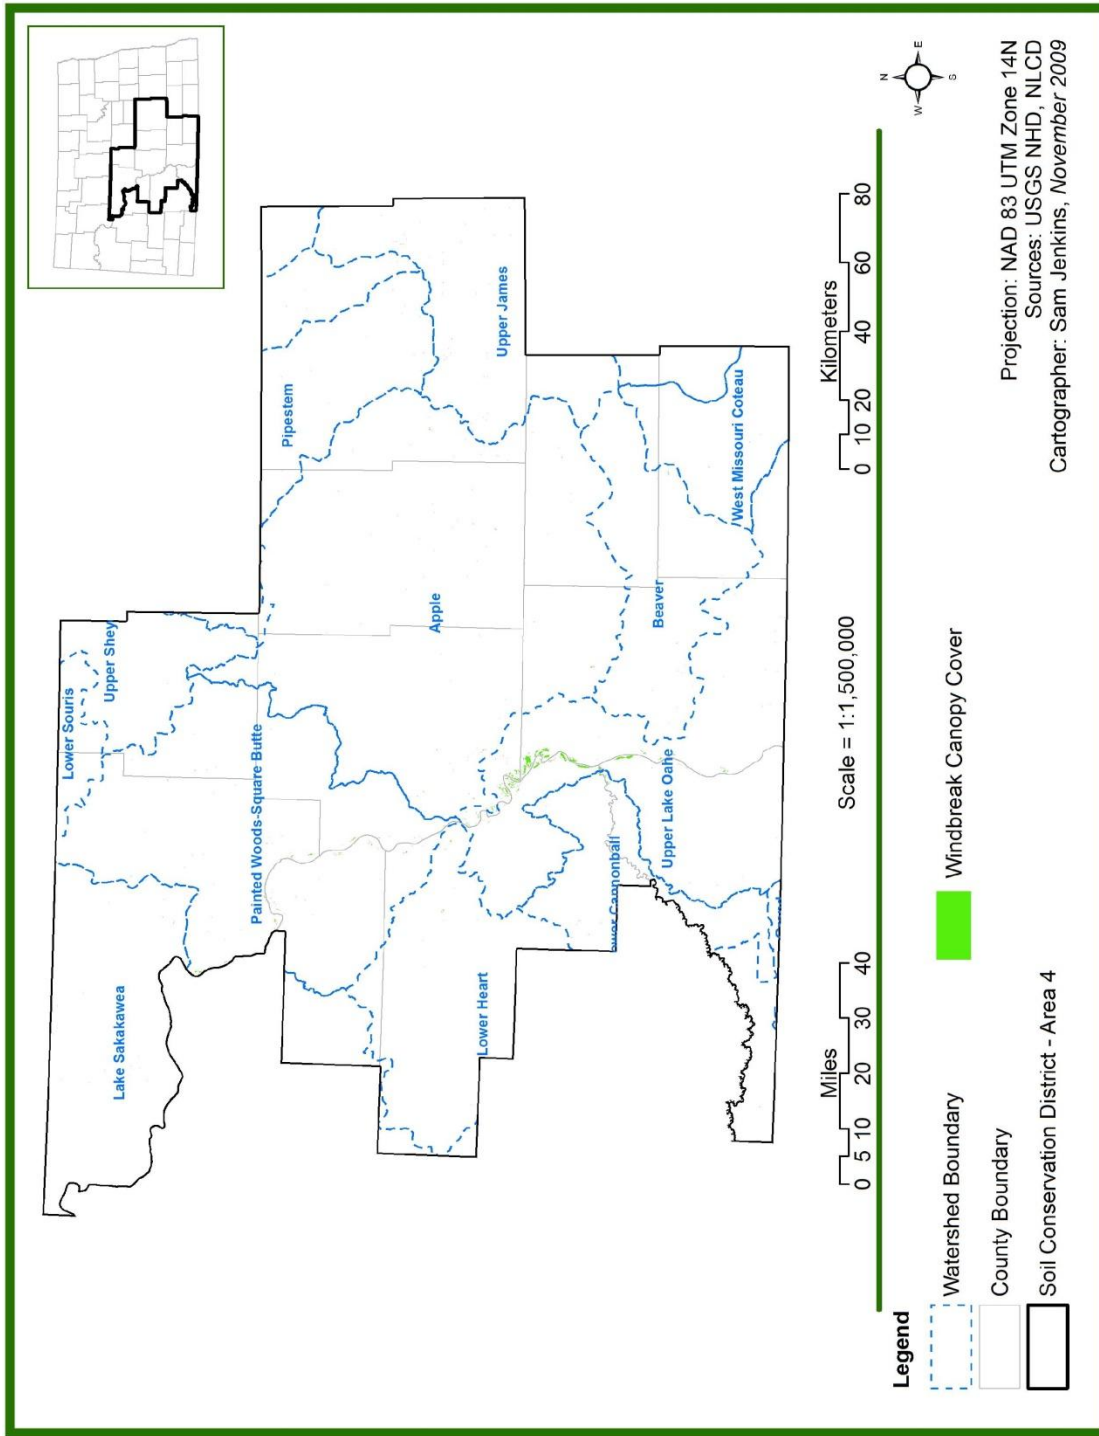 Lower Souris
Upper Shey
Lake Sakakawea
Painted Woods-Square Butte
Pipestem
Apple
Upper James
Lower Heart
ower Cannonball
Beaver
Upper Lake Oahe
West Missouri Coteau
Miles
0 5 10 20 30 40
Scale = 1:1,500,000
Kilometers
0 10 20 40 60 80
Legend
Watershed Boundary
County Boundary
Soil Conservation District - Area 4
Windbreak Canopy Cover
N
W
E
S
Projection: NAD 83 UTM Zone 14N
Sources: USGS NHD, NLCD
Cartographer: Sam Jenkins, November 2009